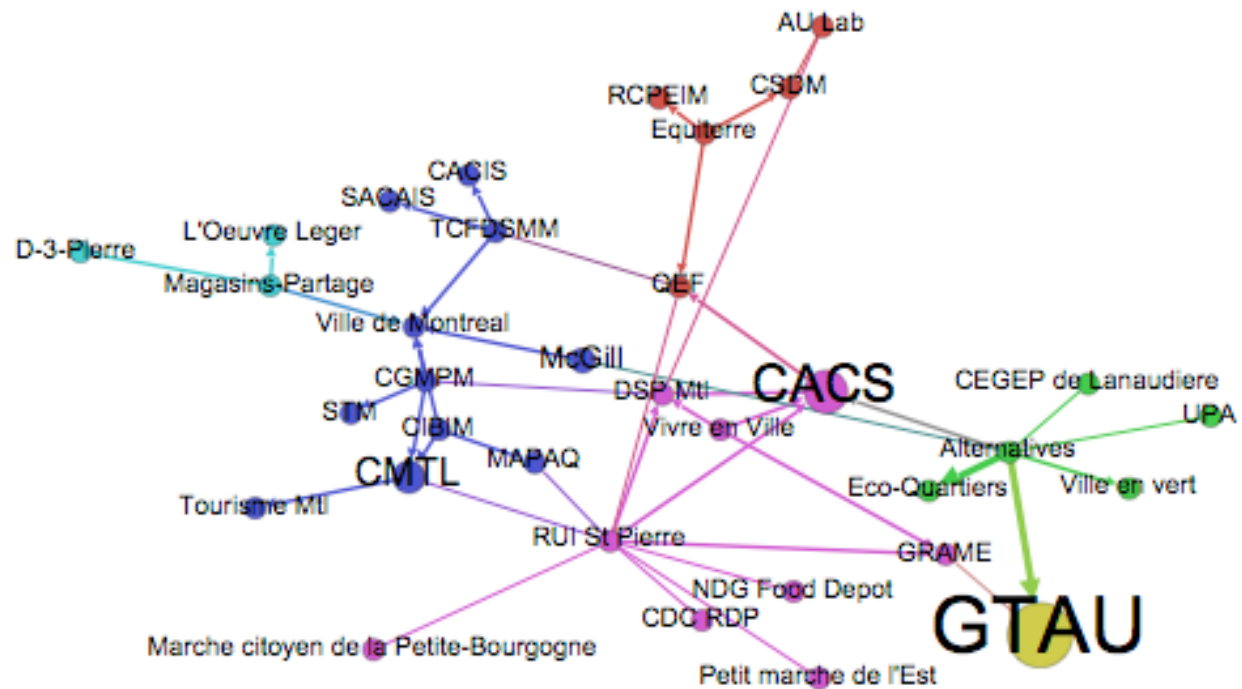 AU Lab
CSDM
RCPEIM
Equiterre
CACIS
SACAIS
TCFDSMM
L'Oeuvre Leger
D-3-Pierre
Magasins-Partage
QEF
Ville de Montreal
McGill
CGMPM
DSP Mtl
CACS
CEGEP de Lanaudiere
STM
UPA
CIBIM
Vivre en Ville
Alternatives
MAPAQ
CMTL
Eco-Quartiers
Ville en vert
Tourisme Mtl
RUI St Pierre
GRAME
NDG Food Depot
CDC RDP
GTAU
Marche citoyen de la Petite-Bourgogne
Petit marche de l'Est